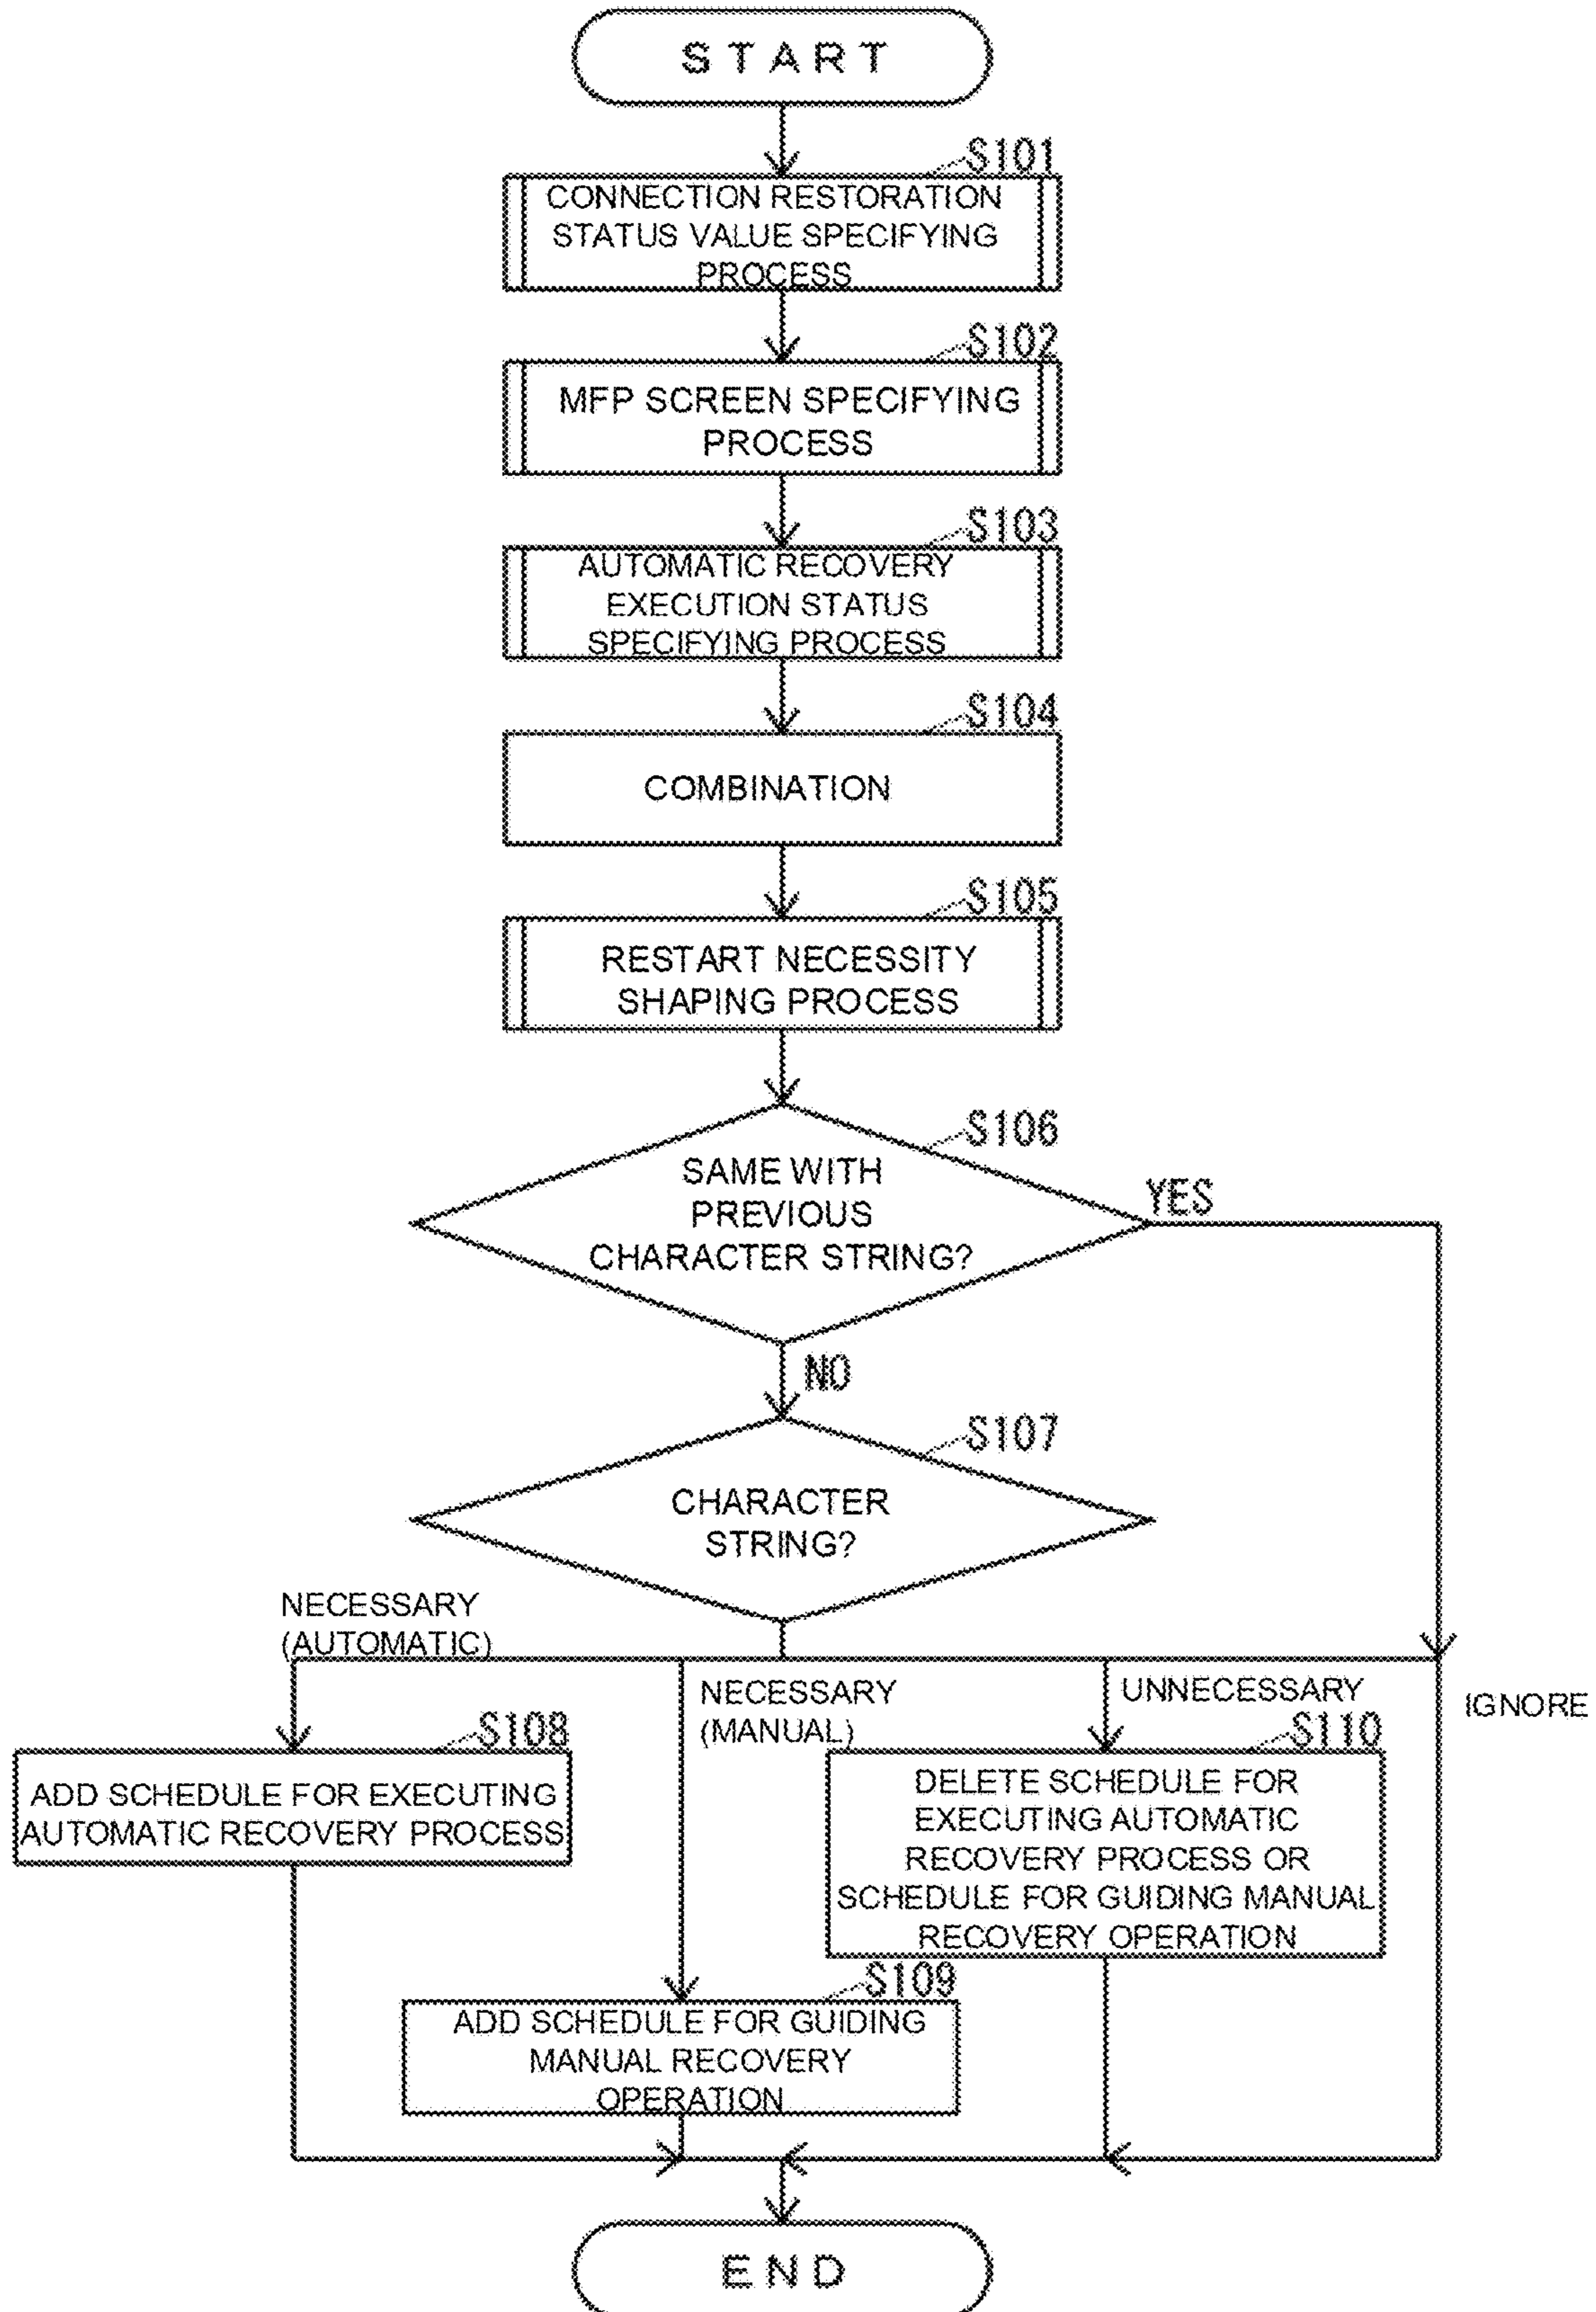 START
S101
CONNECTION RESTORATION
STATUS VALUE SPECIFYING
PROCESS
S102
MFP SCREEN SPECIFYING
PROCESS
S103
AUTOMATIC RECOVERY
EXECUTION STATUS
SPECIFYING PROCESS
S104
COMBINATION
S105
RESTART NECESSITY
SHAPING PROCESS
S106
SAME WITH
PREVIOUS
CHARACTER STRING?
YES
NO
S107
CHARACTER
STRING?
NECESSARY
(AUTOMATIC)
NECESSARY
(MANUAL)
UNNECESSARY
IGNORE
S108
ADD SCHEDULE FOR EXECUTING
AUTOMATIC RECOVERY PROCESS
S110
DELETE SCHEDULE FOR
EXECUTING AUTOMATIC
RECOVERY PROCESS OR
SCHEDULE FOR GUIDING MANUAL
RECOVERY OPERATION
S109
ADD SCHEDULE FOR GUIDING
MANUAL RECOVERY
OPERATION
END